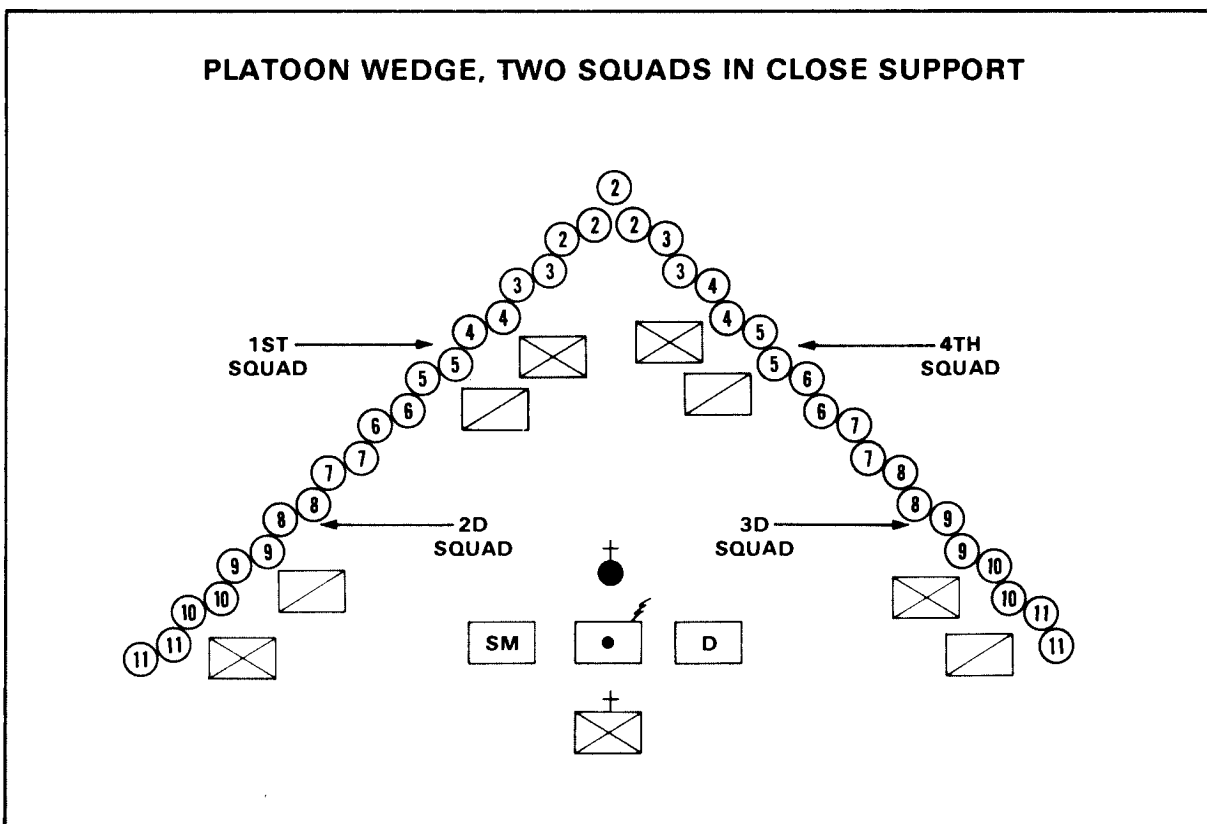 PLATOON WEDGE, TWO SQUADS IN CLOSE SUPPORT
2
2 2
2 3
3 3
3 4
4 4
4 5
1ST
SQUAD
4TH
SQUAD
5 5
5 6
6 6
6 7
7 7
7 8
8 8
8 9
2D
SQUAD
3D
SQUAD
9 9
9 10
10 10
10 11
11 11
11
SM
D